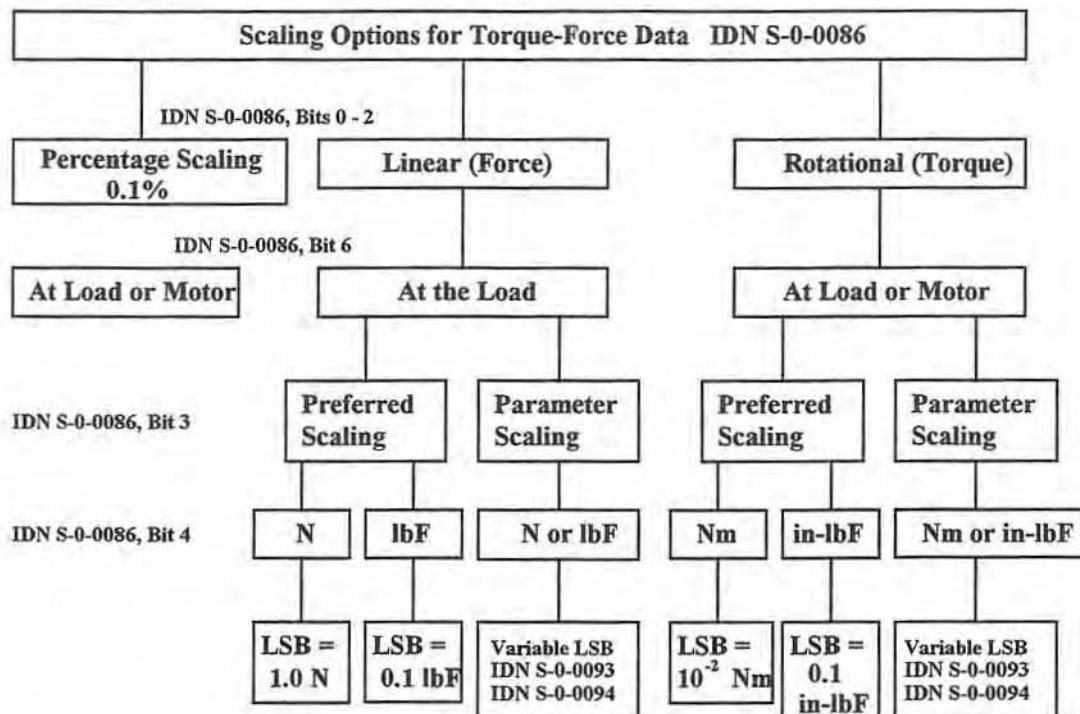 Scaling Options for Torque-Force Data IDN S-0-0086
IDN S-0-0086, Bits 0 - 2
Percentage Scaling
0.1%
Linear (Force)
Rotational (Torque)
IDN S-0-0086, Bit 6
At Load or Motor
At the Load
At Load or Motor
IDN S-0-0086, Bit 3
Preferred
Scaling
Parameter
Scaling
Preferred
Scaling
Parameter
Scaling
IDN S-0-0086, Bit 4
N
lbF
N or lbF
Nm
in-lbF
Nm or in-lbF
LSB =
1.0 N
LSB =
0.1 lbF
Variable LSB
IDN S-0-0093
IDN S-0-0094
LSB =
10⁻² Nm
LSB =
0.1
in-lbF
Variable LSB
IDN S-0-0093
IDN S-0-0094